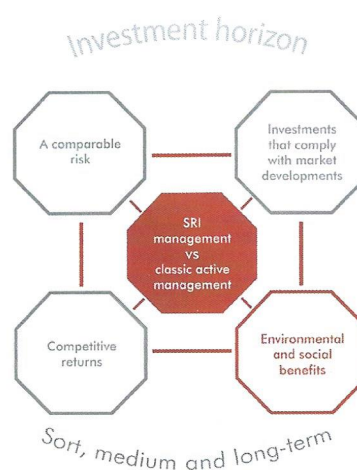 Investment horizon
A comparable
risk
Investments
that comply
with market
developments
SRI
management
vs
classic active
management
Competitive
returns
Environmental
and social
benefits
Sort, medium and long-term